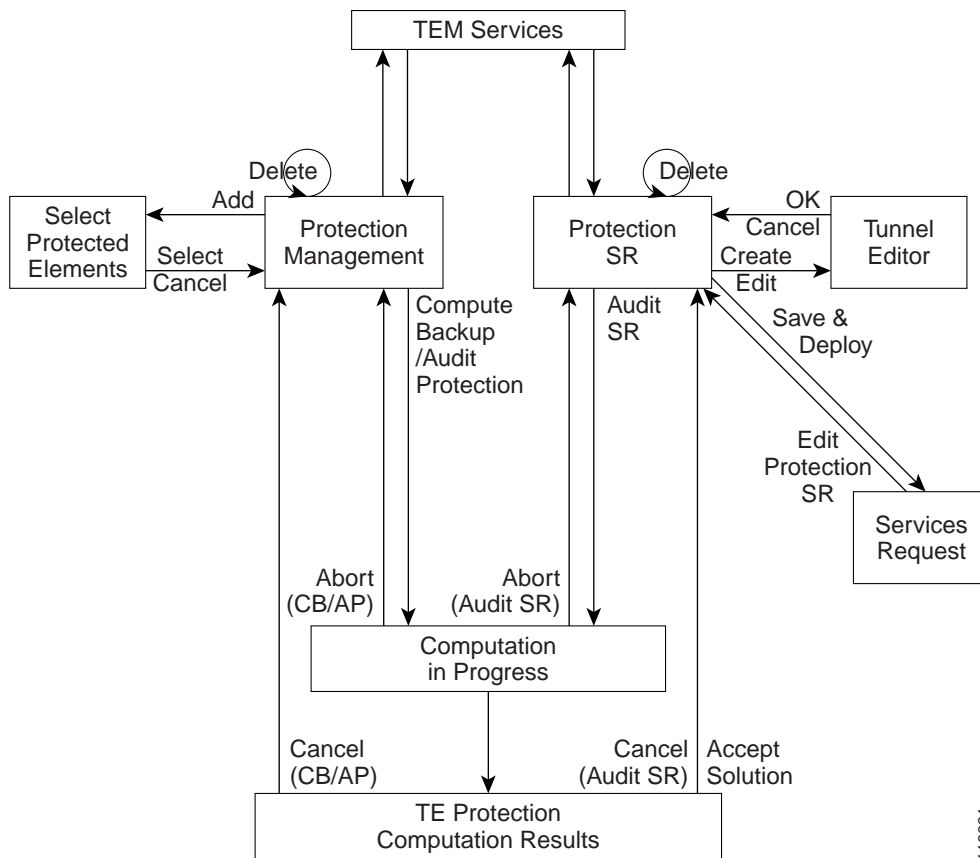 TEM Services
Delete
Delete
Add
OK
Cancel
Select
Protected
Elements
Protection
Management
Protection
SR
Tunnel
Editor
Select
Cancel
Create
Edit
Compute
Backup
/Audit
Protection
Audit
SR
Save &
Deploy
Edit
Protection
SR
Services
Request
Abort
(CB/AP)
Abort
(Audit SR)
Computation
in Progress
Cancel
(CB/AP)
Cancel
(Audit SR)
Accept
Solution
TE Protection
Computation Results